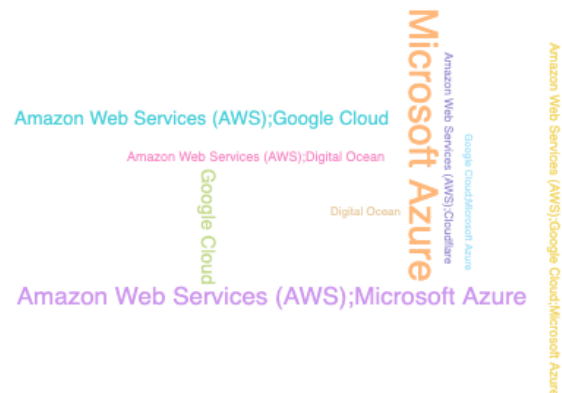 Microsoft Azure
Amazon Web Services (AWS);Cloudflare
Amazon Web Services (AWS);Google Cloud;Microsoft Azure
Amazon Web Services (AWS);Google Cloud
Google Cloud;Microsoft Azure
Amazon Web Services (AWS);Digital Ocean
Google Cloud
Digital Ocean
Amazon Web Services (AWS);Microsoft Azure